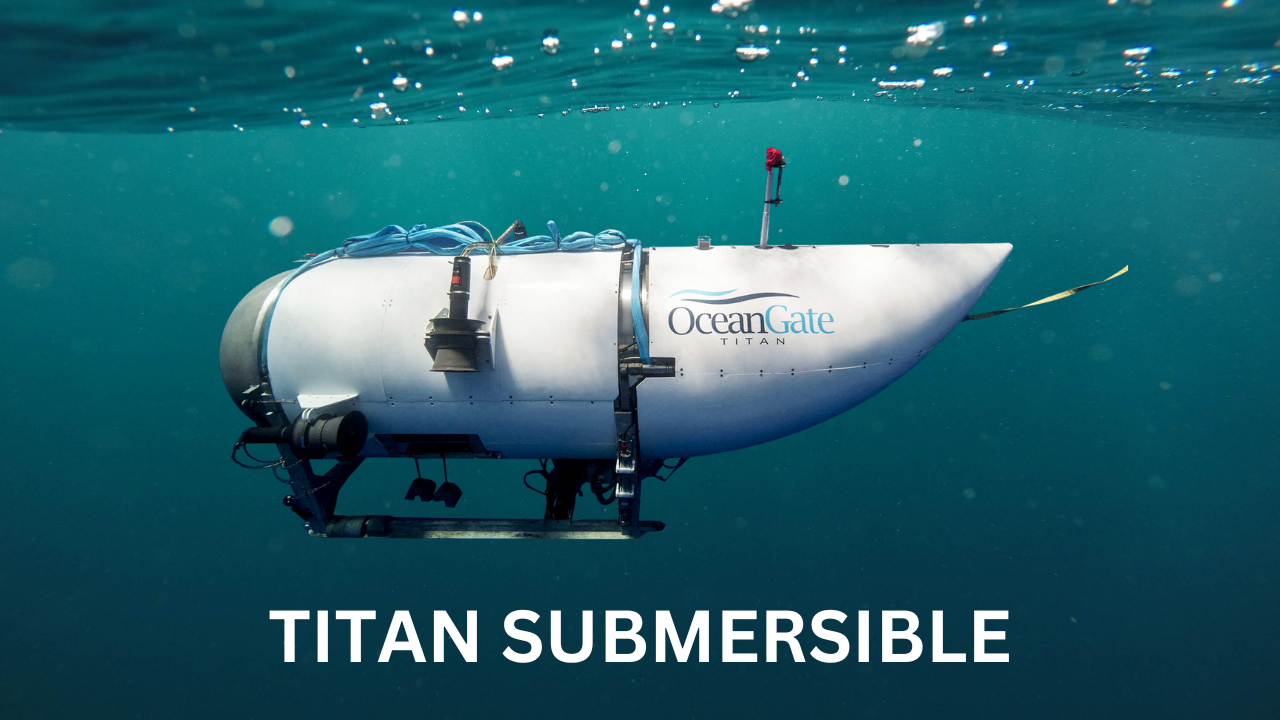 OceanGate
TITAN
TITAN SUBMERSIBLE